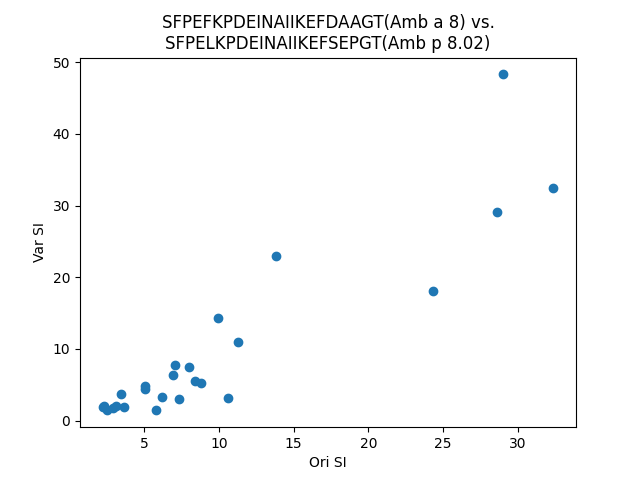 SFPEFKPDEINAIIKEFDAAGT(Amb a 8) vs.
SFPELKPDEINAIIKEFSEPGT(Amb p 8.02)
50
40
30
20
10
0
Var SI
5 10 15 20 25 30
Ori SI